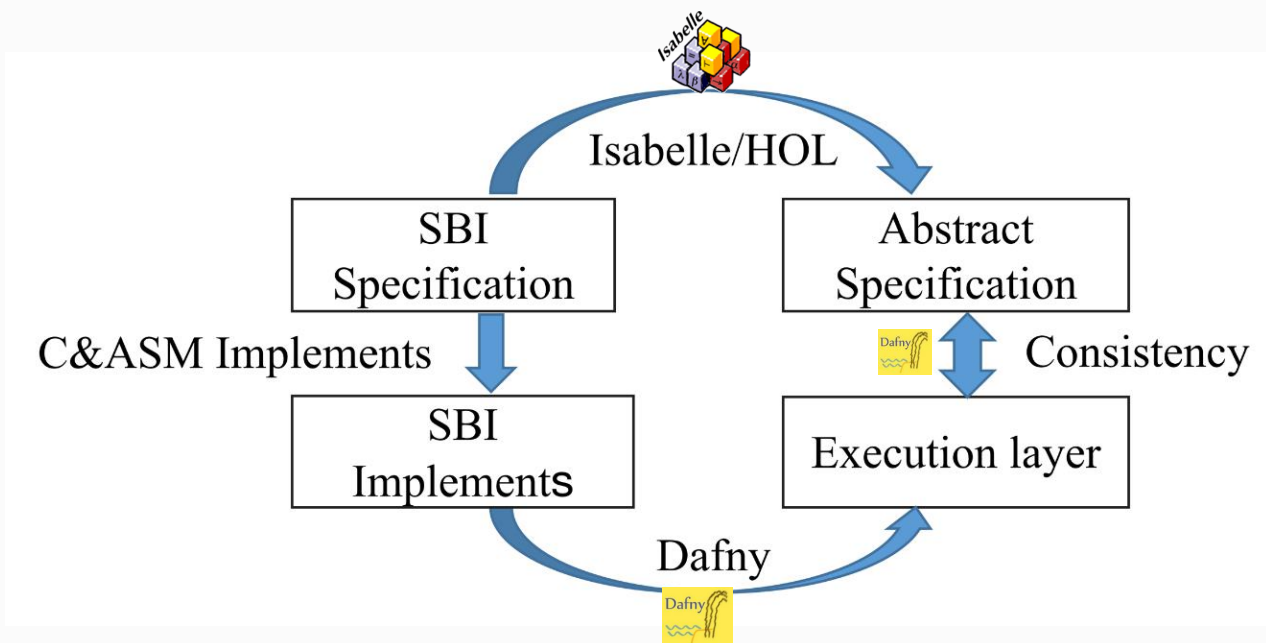 Isabelle
∀
=
λ
β
→
α
Isabelle/HOL
SBI
Specification
Abstract
Specification
C&ASM Implements
Dafny
Consistency
SBI
Implements
Execution layer
Dafny
Dafny